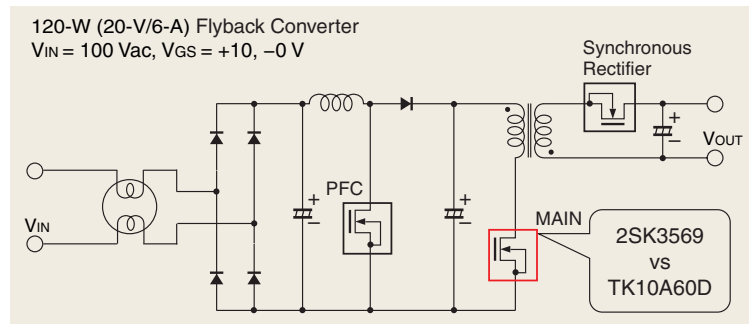 120-W (20-V/6-A) Flyback Converter
VIN = 100 Vac, VGS = +10, −0 V
Synchronous
Rectifier
+
−
VOUT
PFC
+
−
+
−
VIN
MAIN
2SK3569
vs
TK10A60D